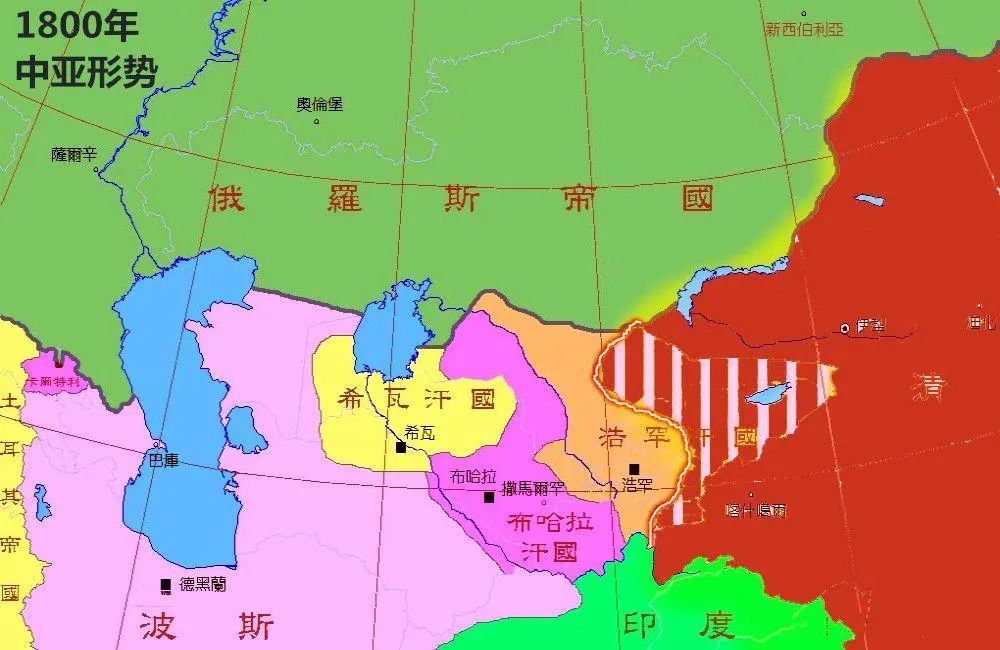 1800年
中亚形势
新西伯利亞
奧倫堡
薩爾辛
俄羅斯帝國
伊犁
迪化
卡爾特利
清
土耳其帝國
希瓦汗國
希瓦
浩罕汗國
浩罕
巴庫
布哈拉
撒馬爾罕
喀什噶爾
布哈拉
汗國
德黑蘭
波斯
印度